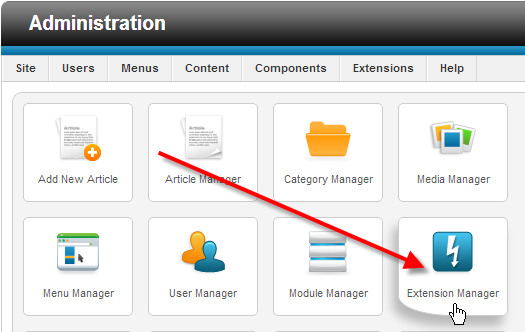 Administration
Site Users Menus Content Components Extensions Help
Article Article
Add New Article Article Manager Category Manager Media Manager
Menu Manager User Manager Module Manager Extension Manager